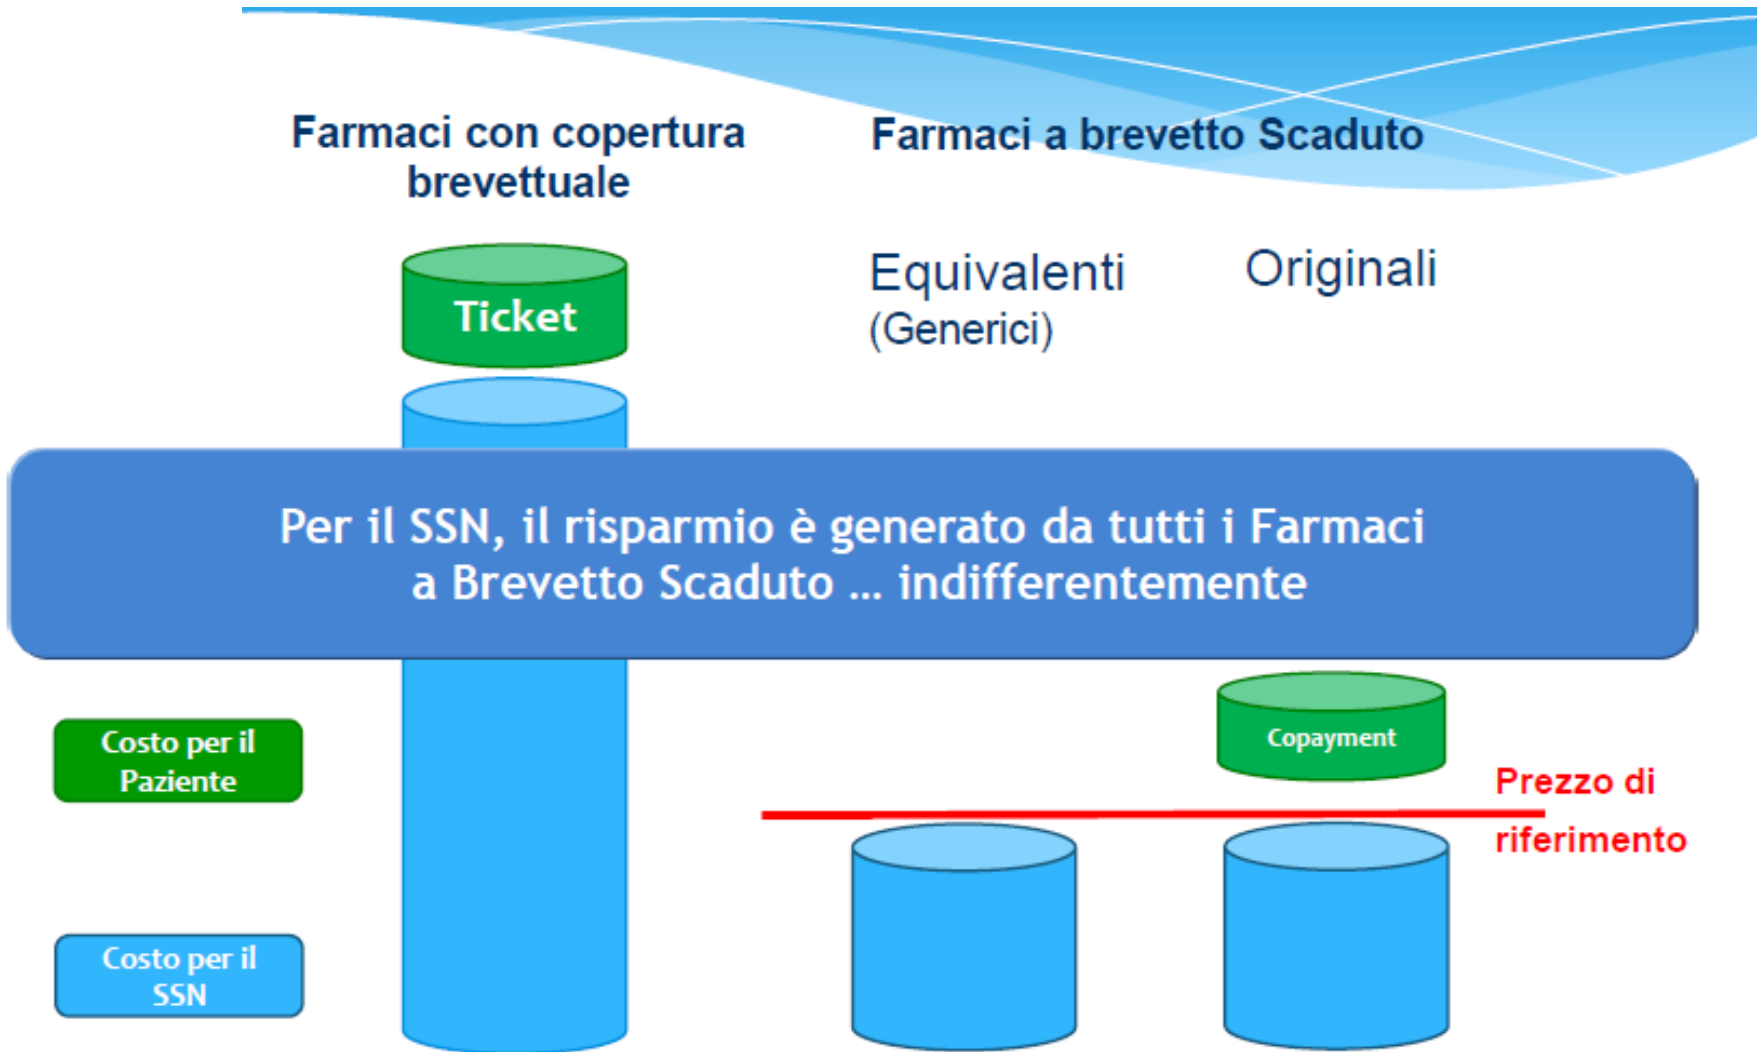 Farmaci con copertura
brevettuale
Farmaci a brevetto Scaduto
Equivalenti
(Generici)
Originali
Ticket
Per il SSN, il risparmio è generato da tutti i Farmaci
a Brevetto Scaduto ... indifferentemente
Copayment
Costo per il
Paziente
Prezzo di
riferimento
Costo per il
SSN